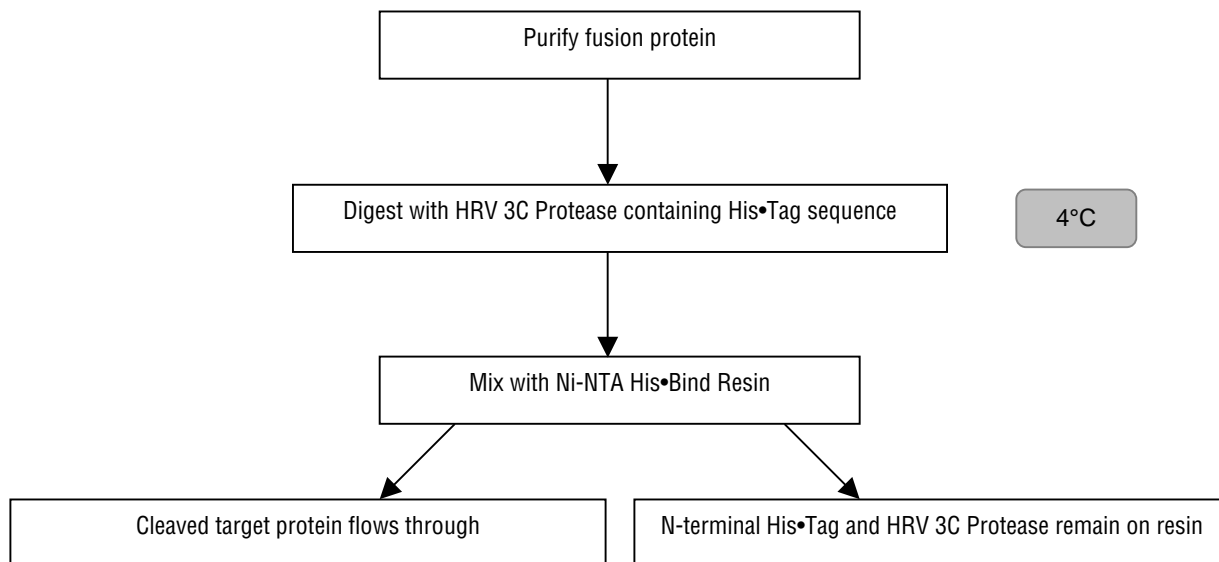 Purify fusion protein
Digest with HRV 3C Protease containing His•Tag sequence
4°C
Mix with Ni-NTA His•Bind Resin
Cleaved target protein flows through
N-terminal His•Tag and HRV 3C Protease remain on resin